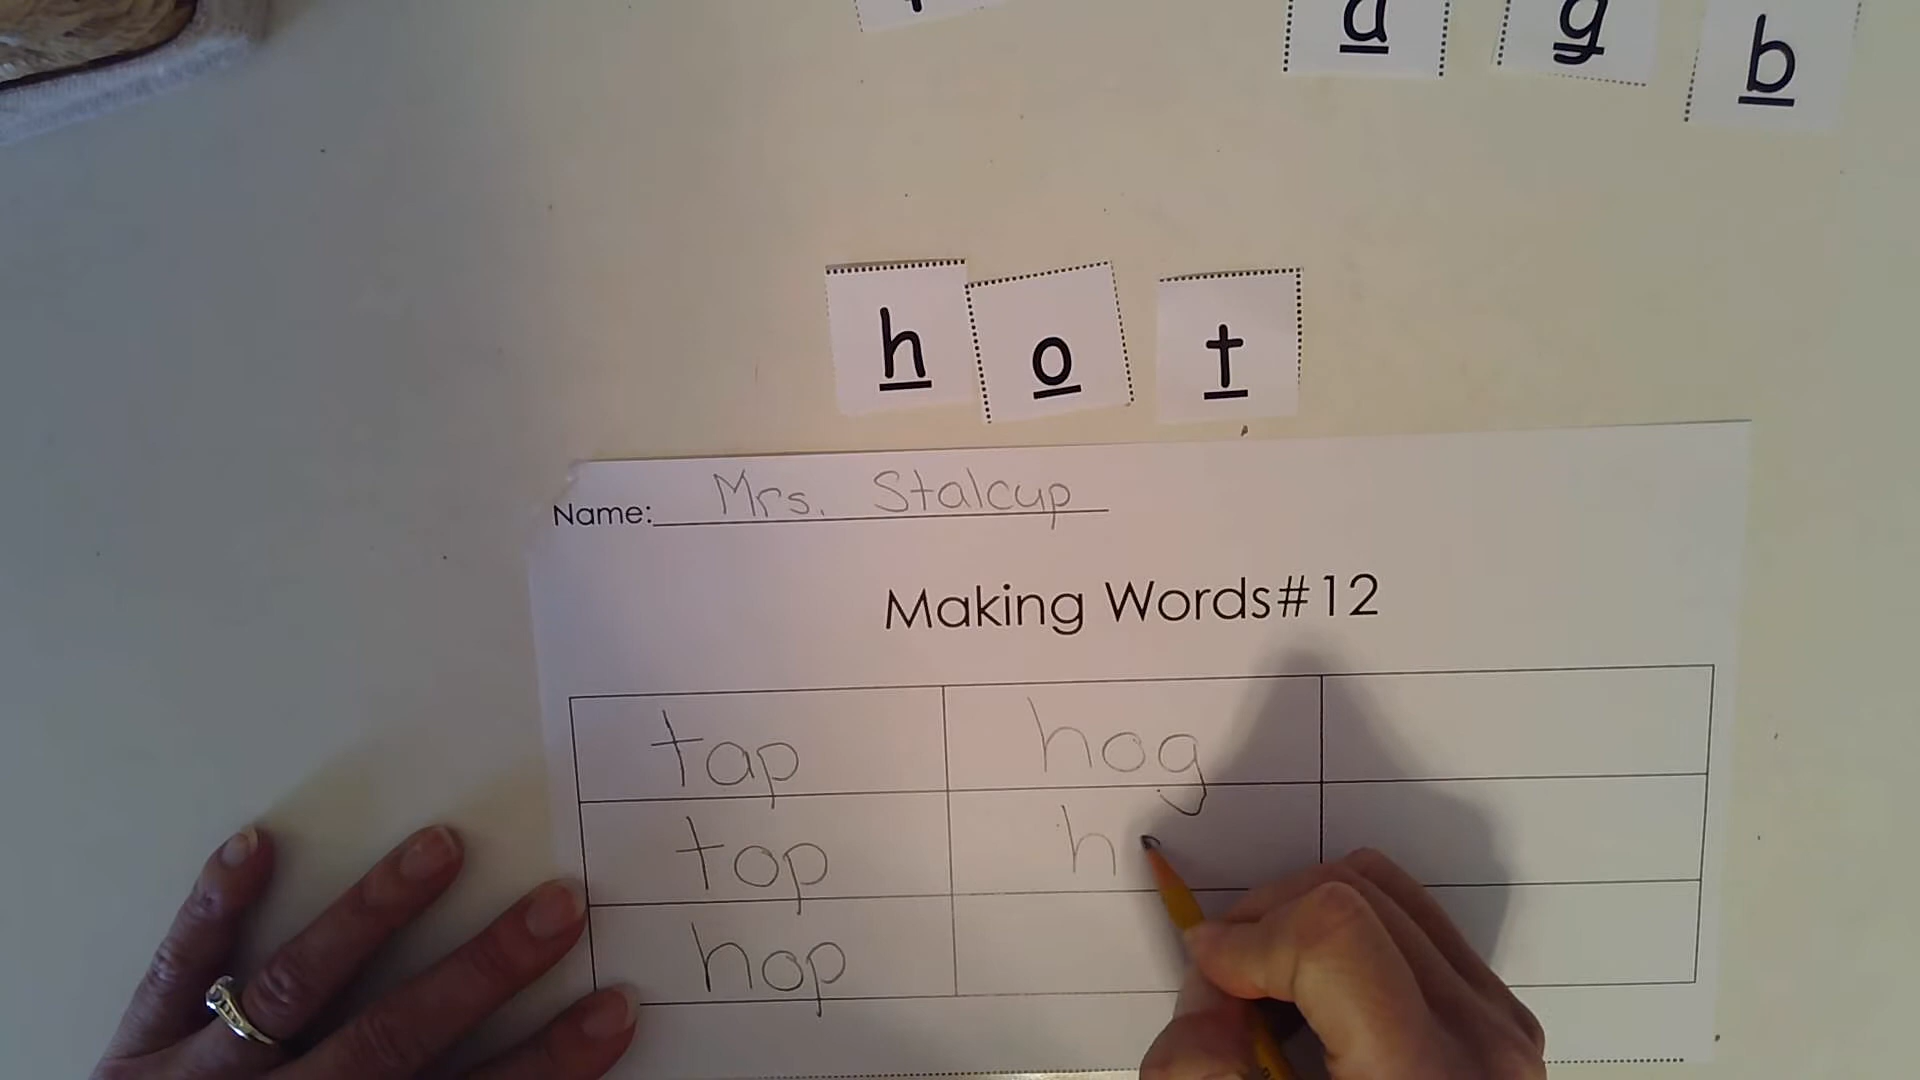 a g b
h o t
Name: Mrs. Stalcup
Making Words#12
tap hog
top h
hop